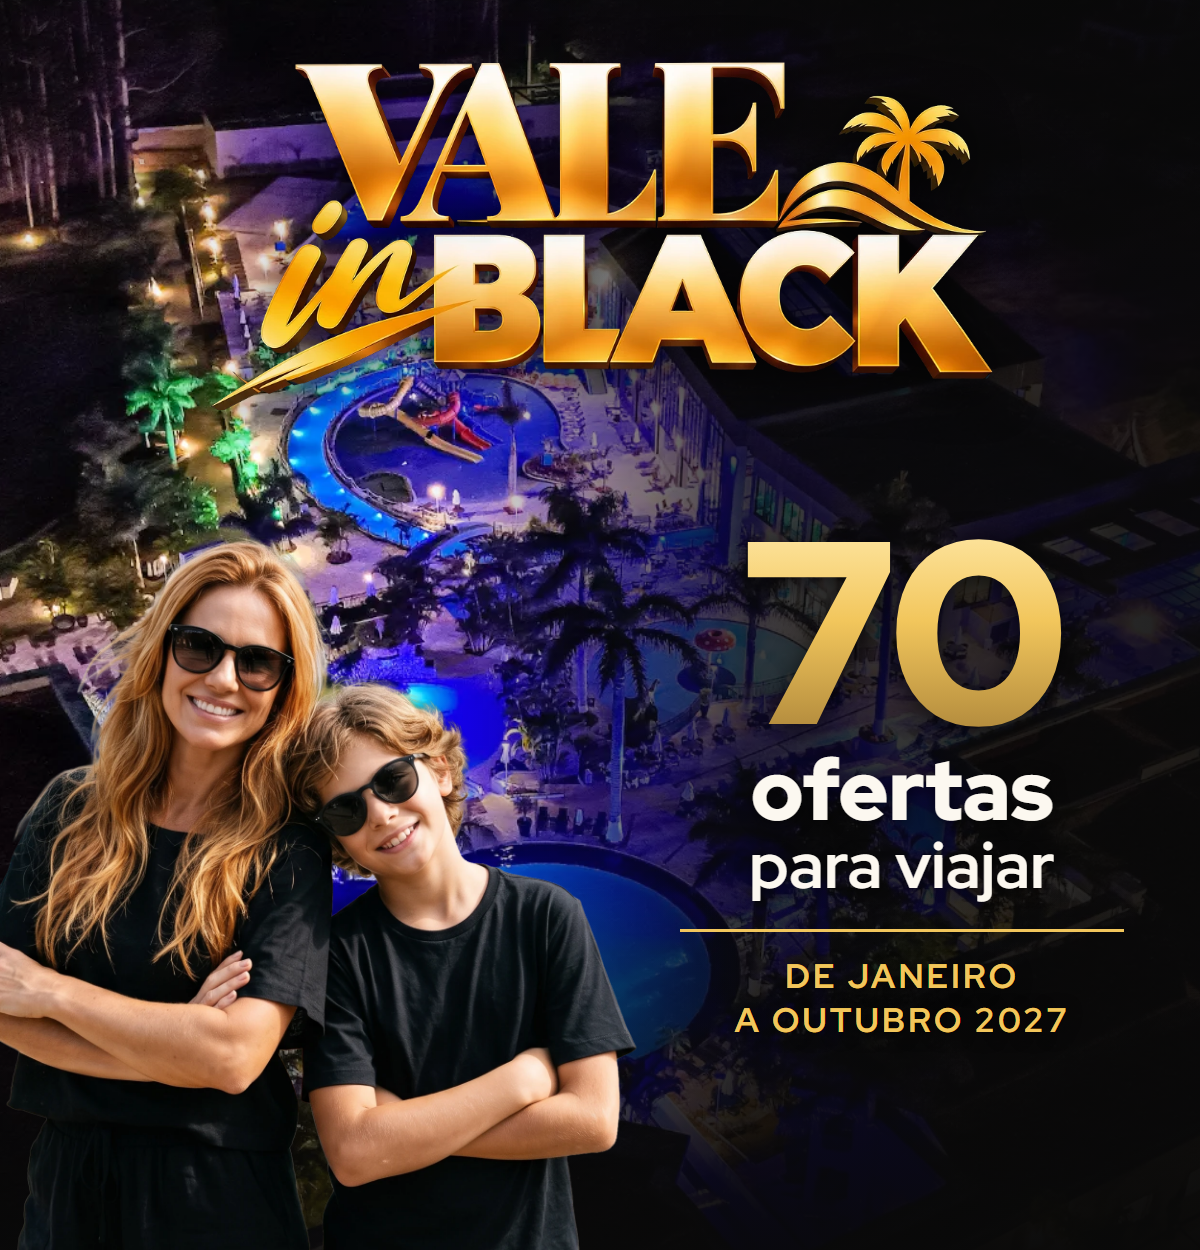 VALE
in BLACK
70
ofertas
para viajar
DE JANEIRO
A OUTUBRO 2027